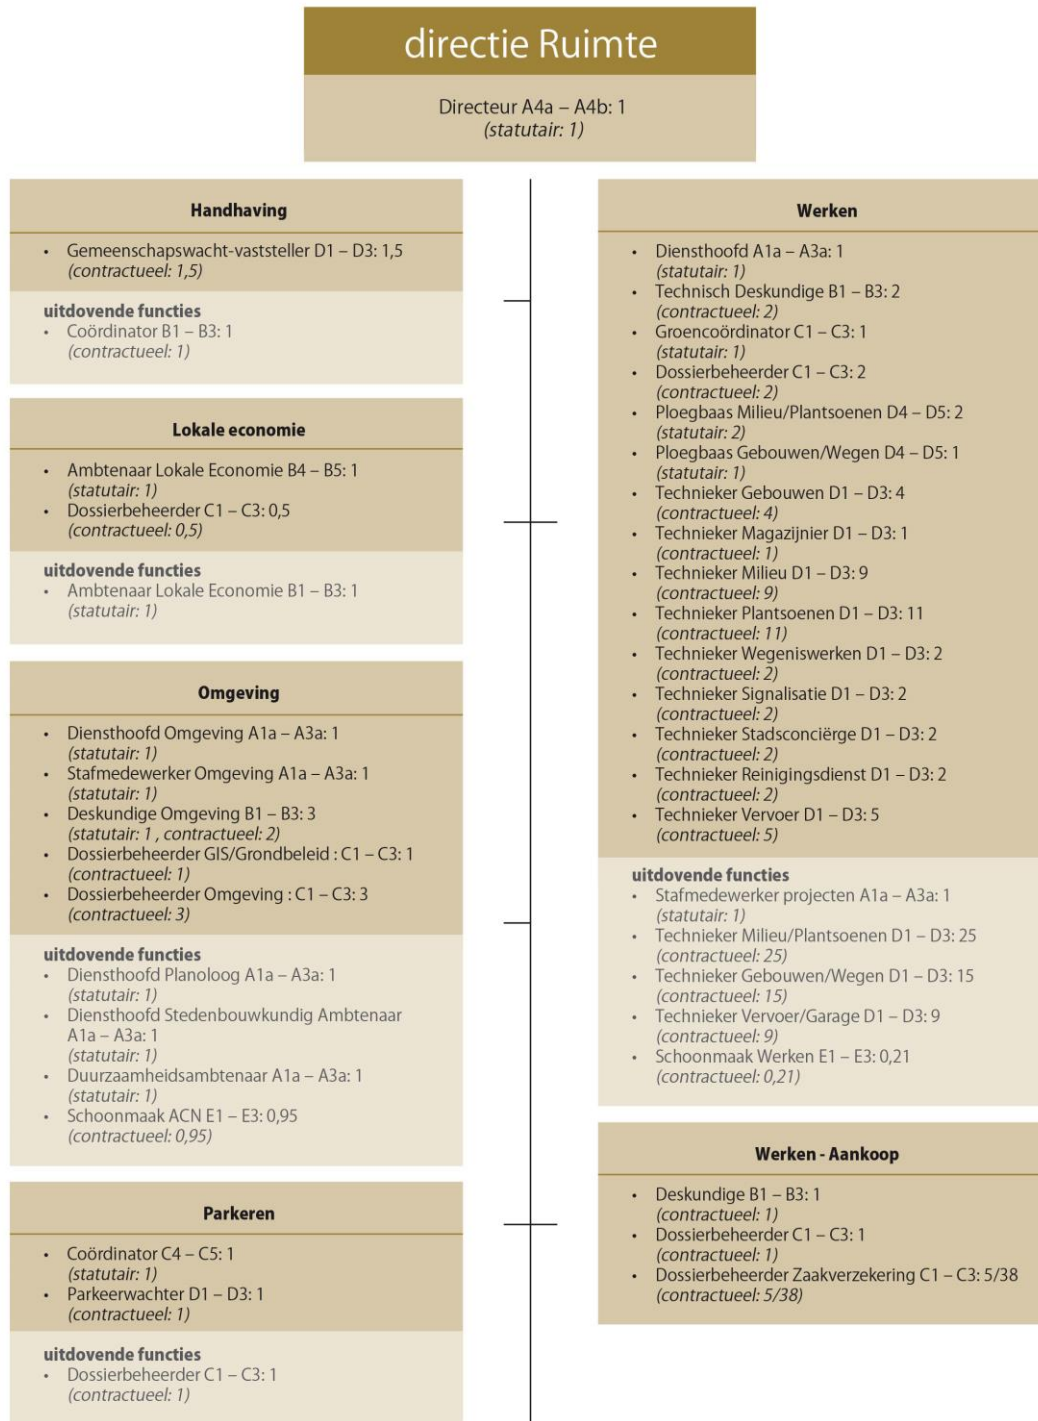 directie Ruimte
Directeur A4a – A4b: 1
(statutair: 1)
Handhaving
• Gemeenschapswacht-vaststeller D1 – D3: 1,5
(contractueel: 1,5)
uitdovende functies
• Coördinator B1 – B3: 1
(contractueel: 1)
Lokale economie
• Ambtenaar Lokale Economie B4 – B5: 1
(statutair: 1)
• Dossierbeheerder C1 – C3: 0,5
(contractueel: 0,5)
uitdovende functies
• Ambtenaar Lokale Economie B1 – B3: 1
(statutair: 1)
Omgeving
• Diensthoofd Omgeving A1a – A3a: 1
(statutair: 1)
• Stafmedewerker Omgeving A1a – A3a: 1
(statutair: 1)
• Deskundige Omgeving B1 – B3: 3
(statutair: 1 , contractueel: 2)
• Dossierbeheerder GIS/Grondbeleid : C1 – C3: 1
(contractueel: 1)
• Dossierbeheerder Omgeving : C1 – C3: 3
(contractueel: 3)
uitdovende functies
• Diensthoofd Planoloog A1a – A3a: 1
(statutair: 1)
• Diensthoofd Stedenbouwkundig Ambtenaar
A1a – A3a: 1
(statutair: 1)
• Duurzaamheidsambtenaar A1a – A3a: 1
(statutair: 1)
• Schoonmaak ACN E1 – E3: 0,95
(contractueel: 0,95)
Parkeren
• Coördinator C4 – C5: 1
(statutair: 1)
• Parkeerwachter D1 – D3: 1
(contractueel: 1)
uitdovende functies
• Dossierbeheerder C1 – C3: 1
(contractueel: 1)
Werken
• Diensthoofd A1a – A3a: 1
(statutair: 1)
• Technisch Deskundige B1 – B3: 2
(contractueel: 2)
• Groencoördinator C1 – C3: 1
(statutair: 1)
• Dossierbeheerder C1 – C3: 2
(contractueel: 2)
• Ploegbaas Milieu/Plantsoenen D4 – D5: 2
(statutair: 2)
• Ploegbaas Gebouwen/Wegen D4 – D5: 1
(statutair: 1)
• Technieker Gebouwen D1 – D3: 4
(contractueel: 4)
• Technieker Magazijnier D1 – D3: 1
(contractueel: 1)
• Technieker Milieu D1 – D3: 9
(contractueel: 9)
• Technieker Plantsoenen D1 – D3: 11
(contractueel: 11)
• Technieker Wegeniswerken D1 – D3: 2
(contractueel: 2)
• Technieker Signalisatie D1 – D3: 2
(contractueel: 2)
• Technieker Stadsconciërge D1 – D3: 2
(contractueel: 2)
• Technieker Reinigingsdienst D1 – D3: 2
(contractueel: 2)
• Technieker Vervoer D1 – D3: 5
(contractueel: 5)
uitdovende functies
• Stafmedewerker projecten A1a – A3a: 1
(statutair: 1)
• Technieker Milieu/Plantsoenen D1 – D3: 25
(contractueel: 25)
• Technieker Gebouwen/Wegen D1 – D3: 15
(contractueel: 15)
• Technieker Vervoer/Garage D1 – D3: 9
(contractueel: 9)
• Schoonmaak Werken E1 – E3: 0,21
(contractueel: 0,21)
Werken - Aankoop
• Deskundige B1 – B3: 1
(contractueel: 1)
• Dossierbeheerder C1 – C3: 1
(contractueel: 1)
• Dossierbeheerder Zaakverzekering C1 – C3: 5/38
(contractueel: 5/38)